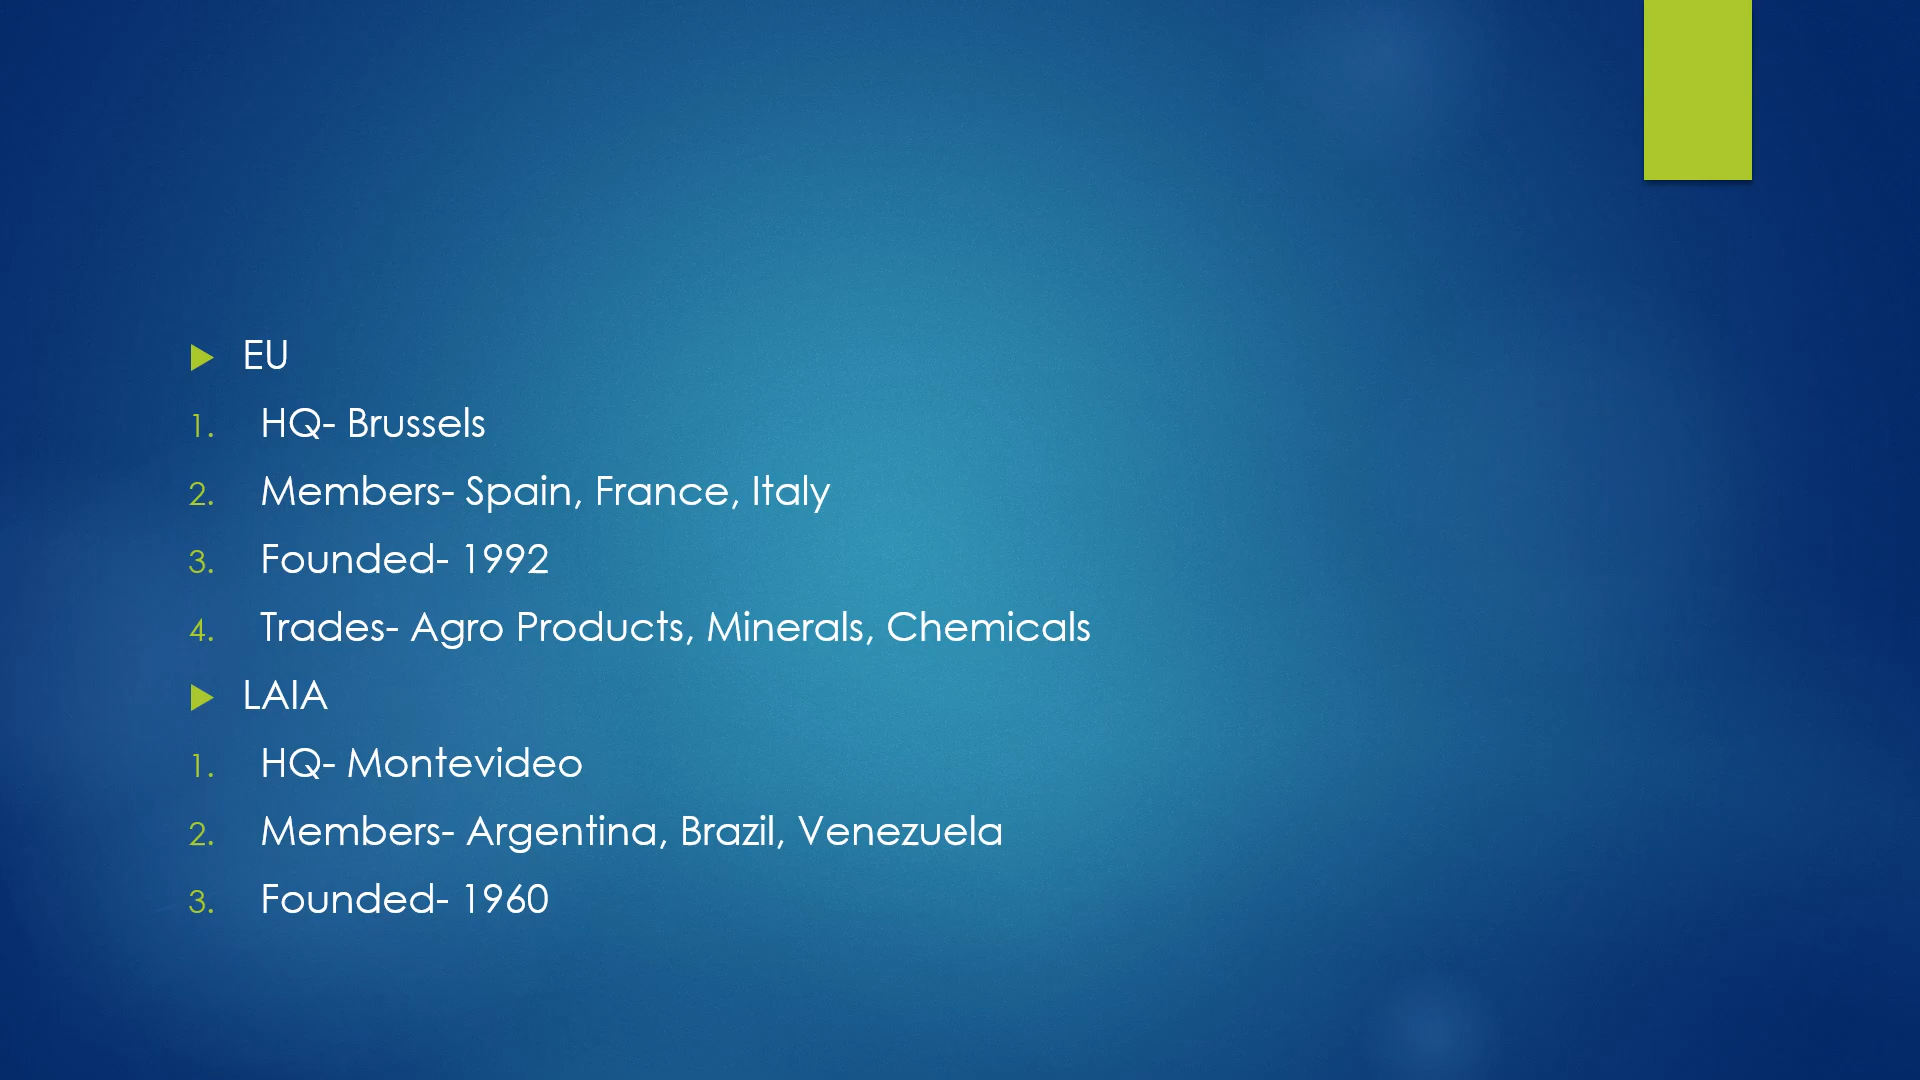 EU
1. HQ- Brussels
2. Members- Spain, France, Italy
3. Founded- 1992
4. Trades- Agro Products, Minerals, Chemicals
LAIA
1. HQ- Montevideo
2. Members- Argentina, Brazil, Venezuela
3. Founded- 1960